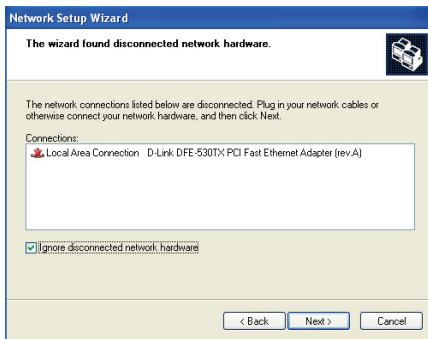 Network Setup Wizard
The wizard found disconnected network hardware.
The network connections listed below are disconnected. Plug in your network cables or
otherwise connect your network hardware, and then click Next.
Connections:
Local Area Connection D-Link DFE-530TX PCI Fast Ethernet Adapter (rev.A)
Ignore disconnected network hardware
< Back Next > Cancel